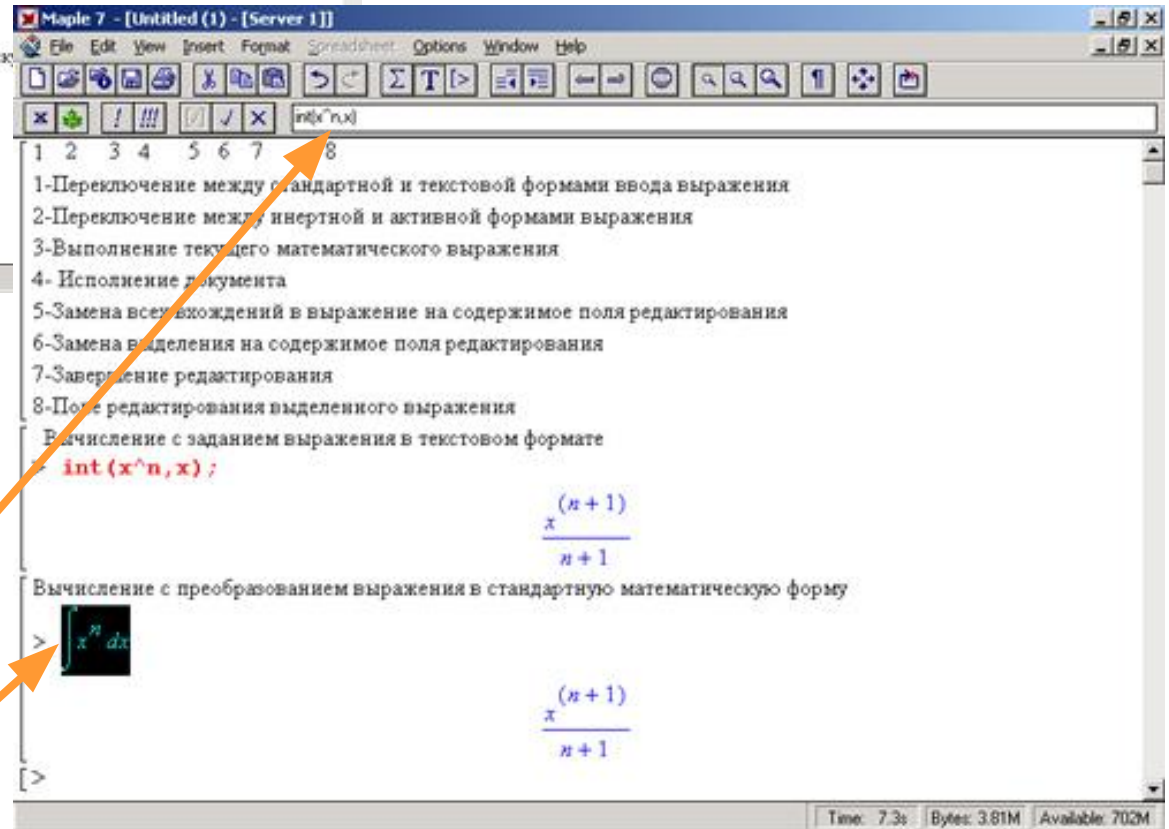 Maple 7 - [Untitled (1) - [Server 1]]
File Edit View Insert Format Spreadsheet Options Window Help
int(x^n,x)
1 2 3 4 5 6 7 8
1-Переключение между стандартной и текстовой формами ввода выражения
2-Переключение между инертной и активной формами выражения
3-Выполнение текущего математического выражения
4- Исполнение документа
5-Замена всех вхождений в выражение на содержимое поля редактирования
6-Замена выделения на содержимое поля редактирования
7-Завершение редактирования
8-Поле редактирования выделенного выражения
Вычисление с заданием выражения в текстовом формате
> int(x^n,x);
x^(n + 1)
n + 1
Вычисление с преобразованием выражения в стандартную математическую форму
> ∫x^n dx
x^(n + 1)
n + 1
[>
Time: 7.3s Bytes: 3.81M Available: 702M